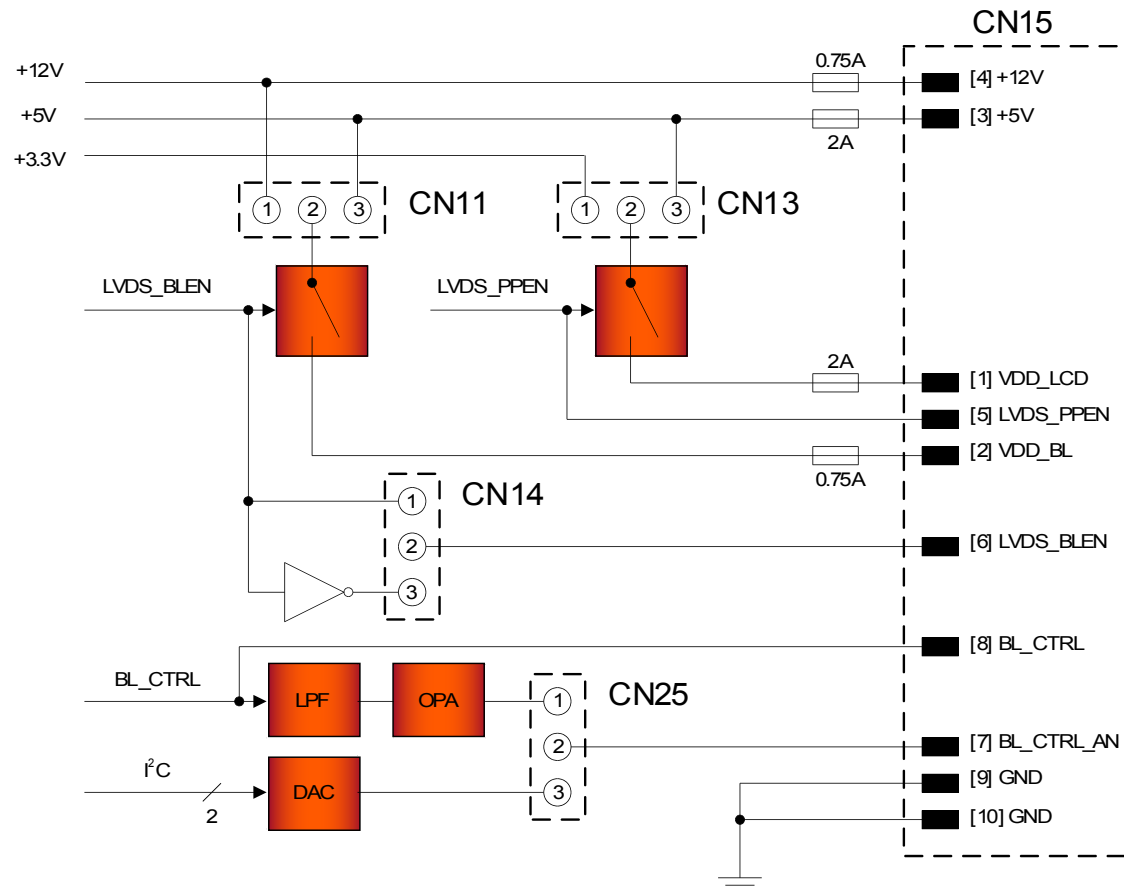 CN15
+12V
0.75A
[4] +12V
+5V
2A
[3] +5V
+3.3V
1 2 3
CN11
1 2 3
CN13
LVDS_BLEN
LVDS_PPEN
2A
[1] VDD_LCD
[5] LVDS_PPEN
[2] VDD_BL
0.75A
CN14
1
2
3
[6] LVDS_BLEN
[8] BL_CTRL
BL_CTRL
LPF
OPA
1
CN25
2
[7] BL_CTRL_AN
I²C
2
DAC
3
[9] GND
[10] GND